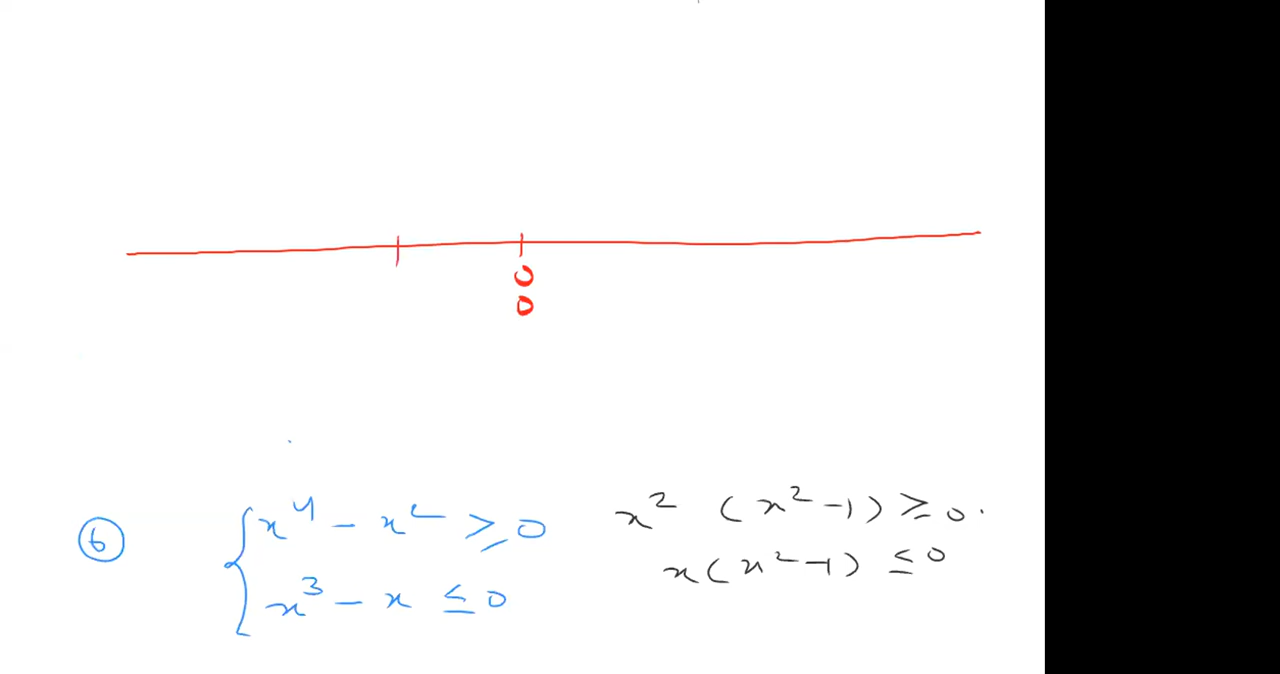 0
0
6 { x⁴ - x² ≥ 0 x² (x² -1) ≥ 0.
x³ - x ≤ 0 x(x² -1) ≤ 0